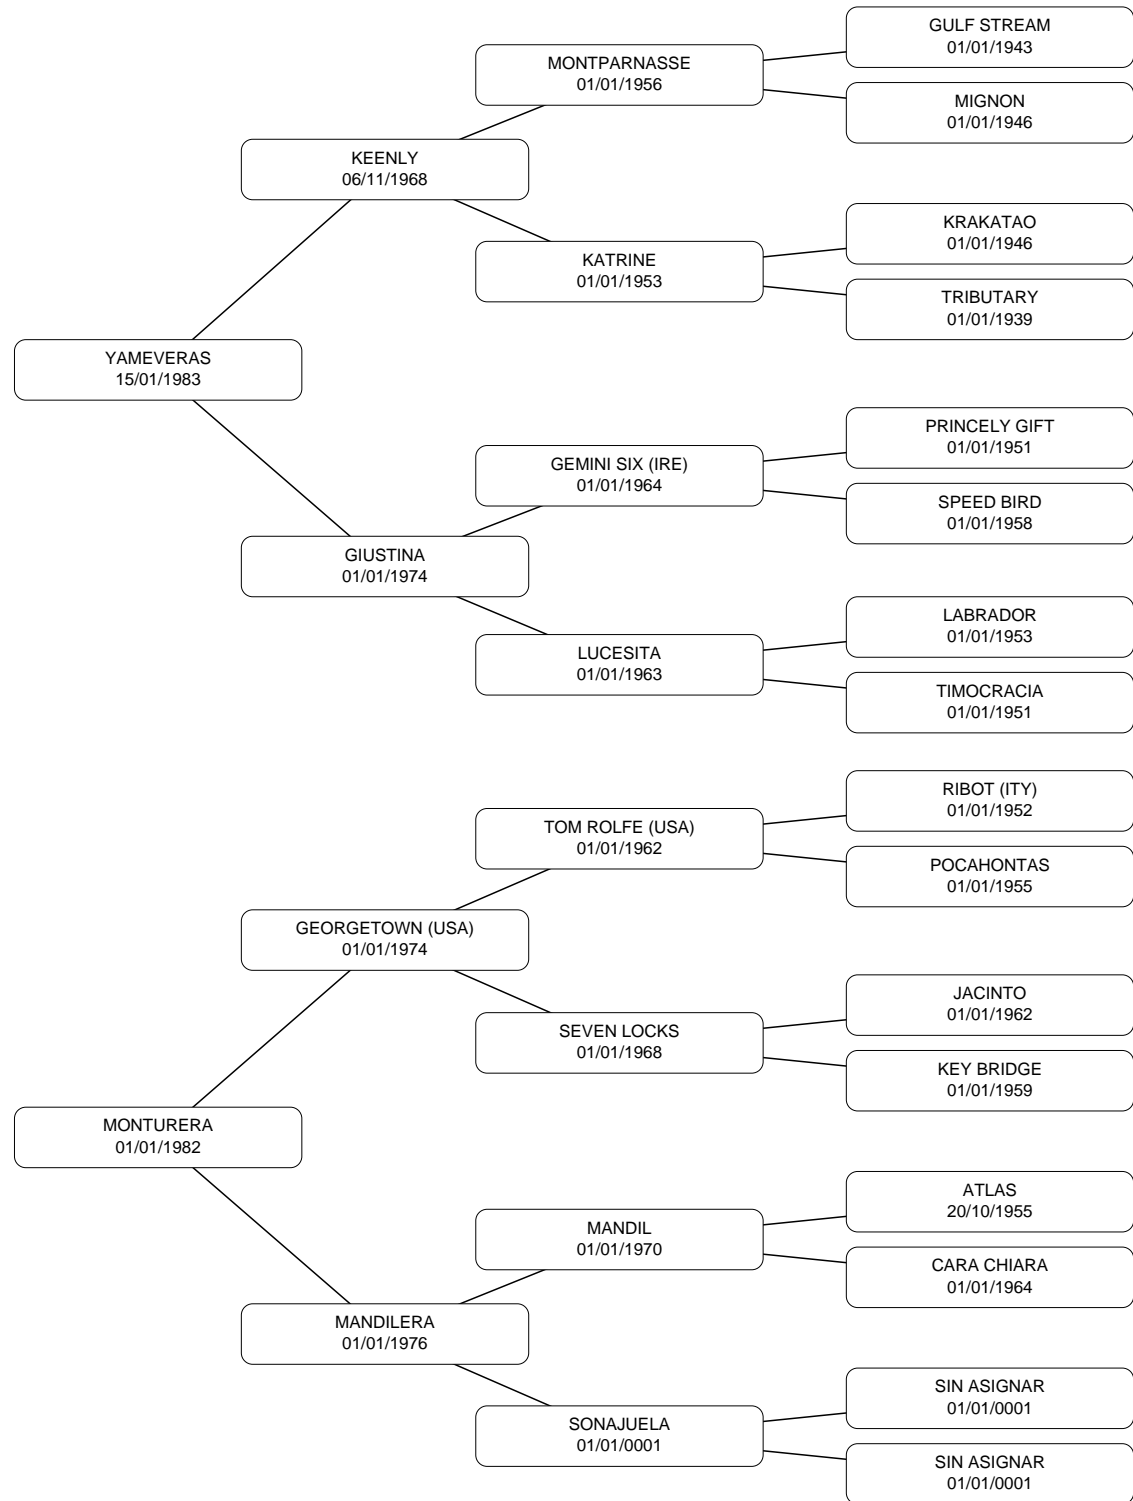 GULF STREAM
01/01/1943
MONTPARNASSE
01/01/1956
MIGNON
01/01/1946
KEENLY
06/11/1968
KRAKATAO
01/01/1946
KATRINE
01/01/1953
TRIBUTARY
01/01/1939
YAMEVERAS
15/01/1983
PRINCELY GIFT
01/01/1951
GEMINI SIX (IRE)
01/01/1964
SPEED BIRD
01/01/1958
GIUSTINA
01/01/1974
LABRADOR
01/01/1953
LUCESITA
01/01/1963
TIMOCRACIA
01/01/1951
RIBOT (ITY)
01/01/1952
TOM ROLFE (USA)
01/01/1962
POCAHONTAS
01/01/1955
GEORGETOWN (USA)
01/01/1974
JACINTO
01/01/1962
SEVEN LOCKS
01/01/1968
KEY BRIDGE
01/01/1959
MONTURERA
01/01/1982
ATLAS
20/10/1955
MANDIL
01/01/1970
CARA CHIARA
01/01/1964
MANDILERA
01/01/1976
SIN ASIGNAR
01/01/0001
SONAJUELA
01/01/0001
SIN ASIGNAR
01/01/0001